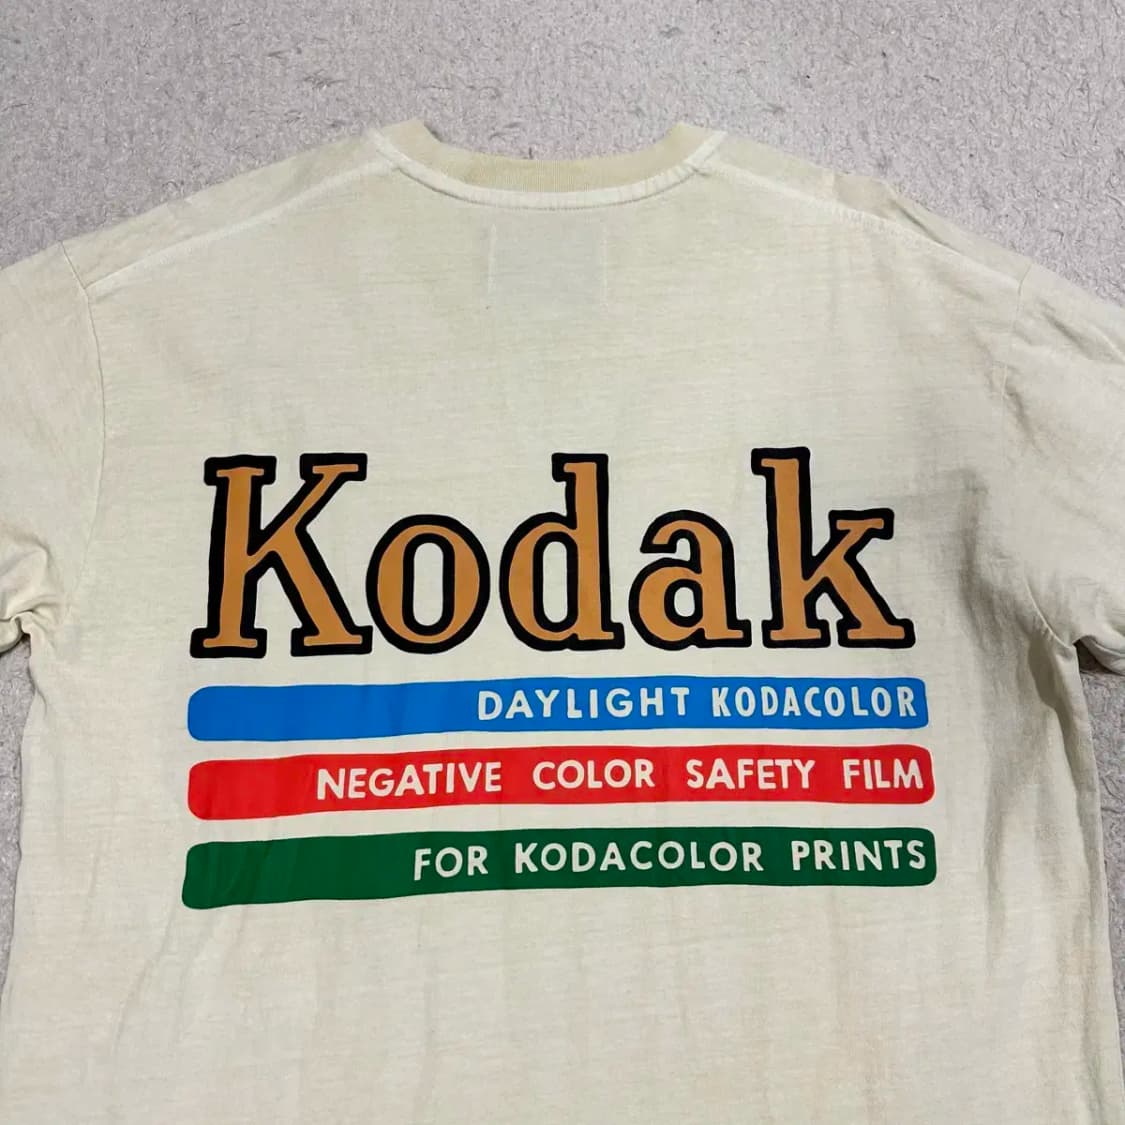 Kodak
DAYLIGHT KODACOLOR
NEGATIVE COLOR SAFETY FILM
FOR KODACOLOR PRINTS